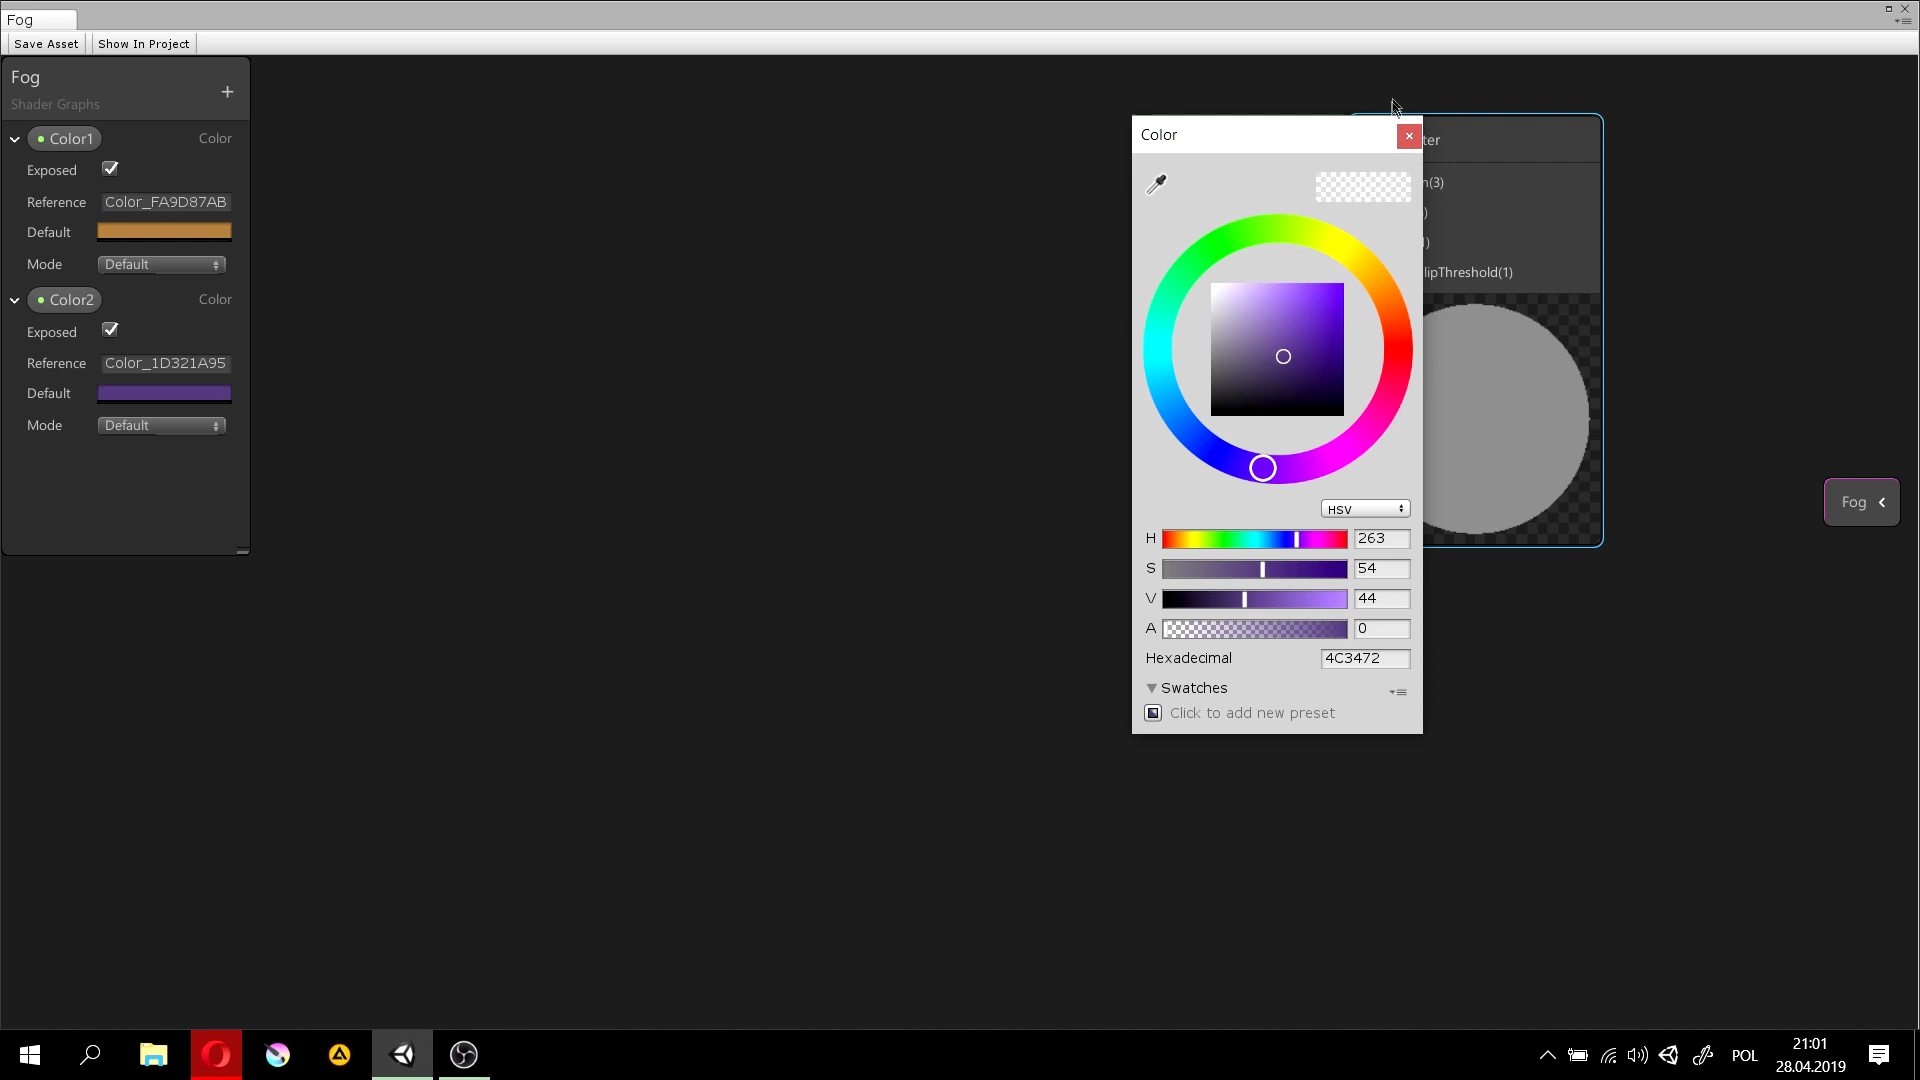 Fog
Save Asset
Show In Project
Fog
Shader Graphs
Color1
Color
Exposed
Reference
Color_FA9D87AB
Default
Mode
Default
Color2
Color
Exposed
Reference
Color_1D321A95
Default
Mode
Default
Color
ter
n(3)
)
)
lipThreshold(1)
HSV
H
263
S
54
V
44
A
0
Hexadecimal
4C3472
Swatches
Click to add new preset
Fog
POL
21:01
28.04.2019